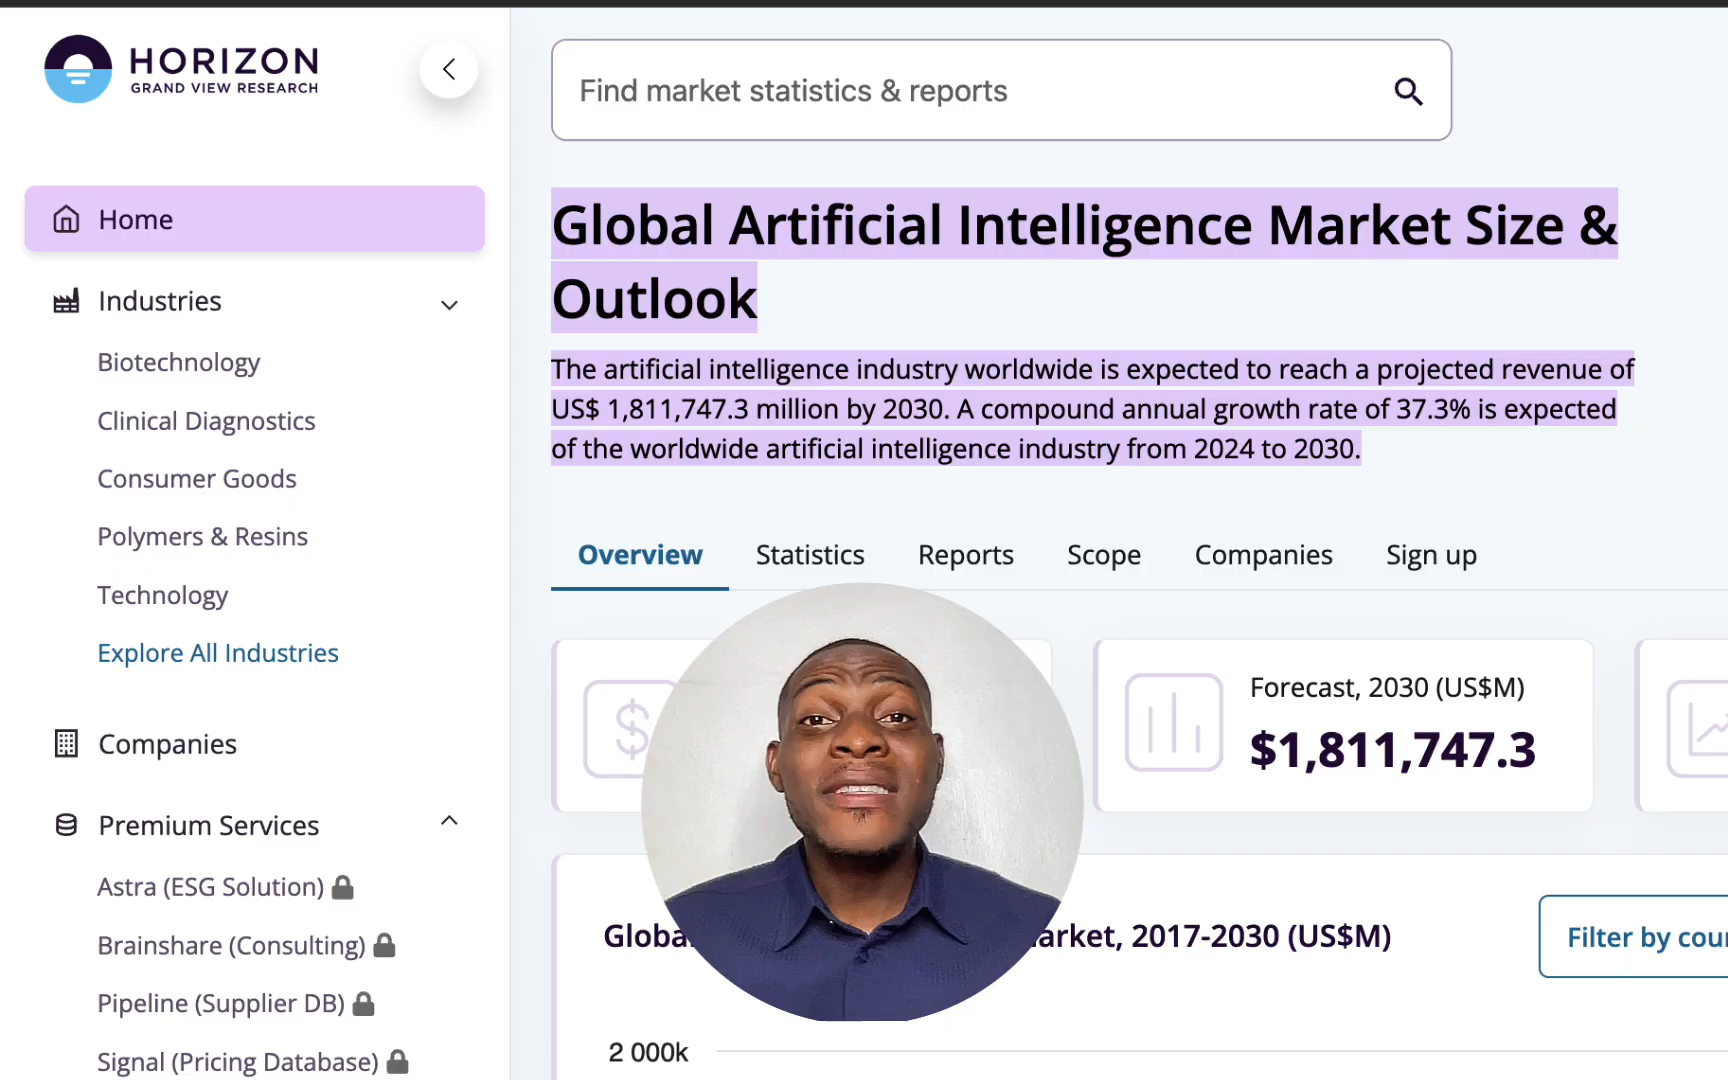 HORIZON
GRAND VIEW RESEARCH
Find market statistics & reports
Home
Industries
Biotechnology
Clinical Diagnostics
Consumer Goods
Polymers & Resins
Technology
Explore All Industries
Companies
Premium Services
Astra (ESG Solution)
Brainshare (Consulting)
Pipeline (Supplier DB)
Signal (Pricing Database)
Global Artificial Intelligence Market Size &
Outlook
The artificial intelligence industry worldwide is expected to reach a projected revenue of
US$ 1,811,747.3 million by 2030. A compound annual growth rate of 37.3% is expected
of the worldwide artificial intelligence industry from 2024 to 2030.
Overview
Statistics
Reports
Scope
Companies
Sign up
$
Forecast, 2030 (US$M)
$1,811,747.3
2017-2030 (US$M)
Filter by
2 000k